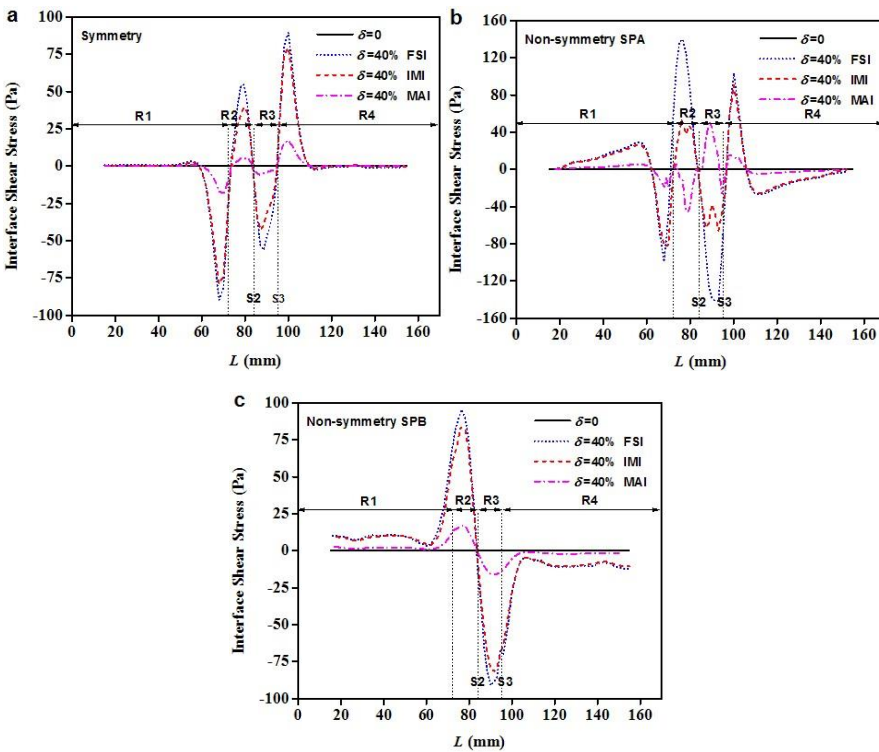 a
Symmetry
δ=0
δ=40% FSI
δ=40% IMI
δ=40% MAI
R1 R2 R3 R4
S2 S3
100
75
50
25
0
-25
-50
-75
-100
Interface Shear Stress (Pa)
0 20 40 60 80 100 120 140 160
L (mm)
b
Non-symmetry SPA
δ=0
δ=40% FSI
δ=40% IMI
δ=40% MAI
R1 R2 R3 R4
S2 S3
160
120
80
40
0
-40
-80
-120
-160
Interface Shear Stress (Pa)
0 20 40 60 80 100 120 140 160
L (mm)
c
Non-symmetry SPB
δ=0
δ=40% FSI
δ=40% IMI
δ=40% MAI
R1 R2 R3 R4
S2 S3
100
75
50
25
0
-25
-50
-75
-100
Interface Shear Stress (Pa)
0 20 40 60 80 100 120 140 160
L (mm)